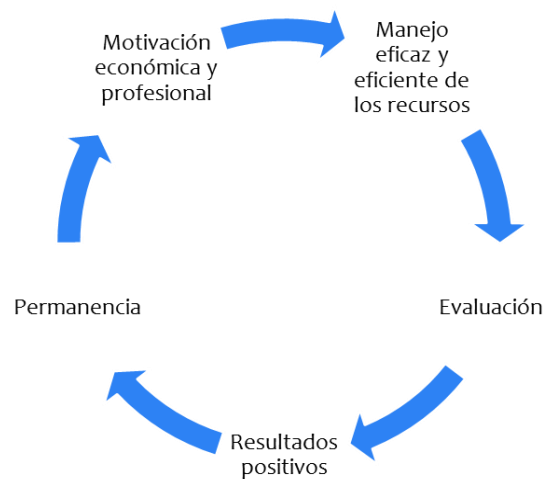 Motivación
económica y
profesional
Manejo
eficaz y
eficiente de
los recursos
Evaluación
Resultados
positivos
Permanencia